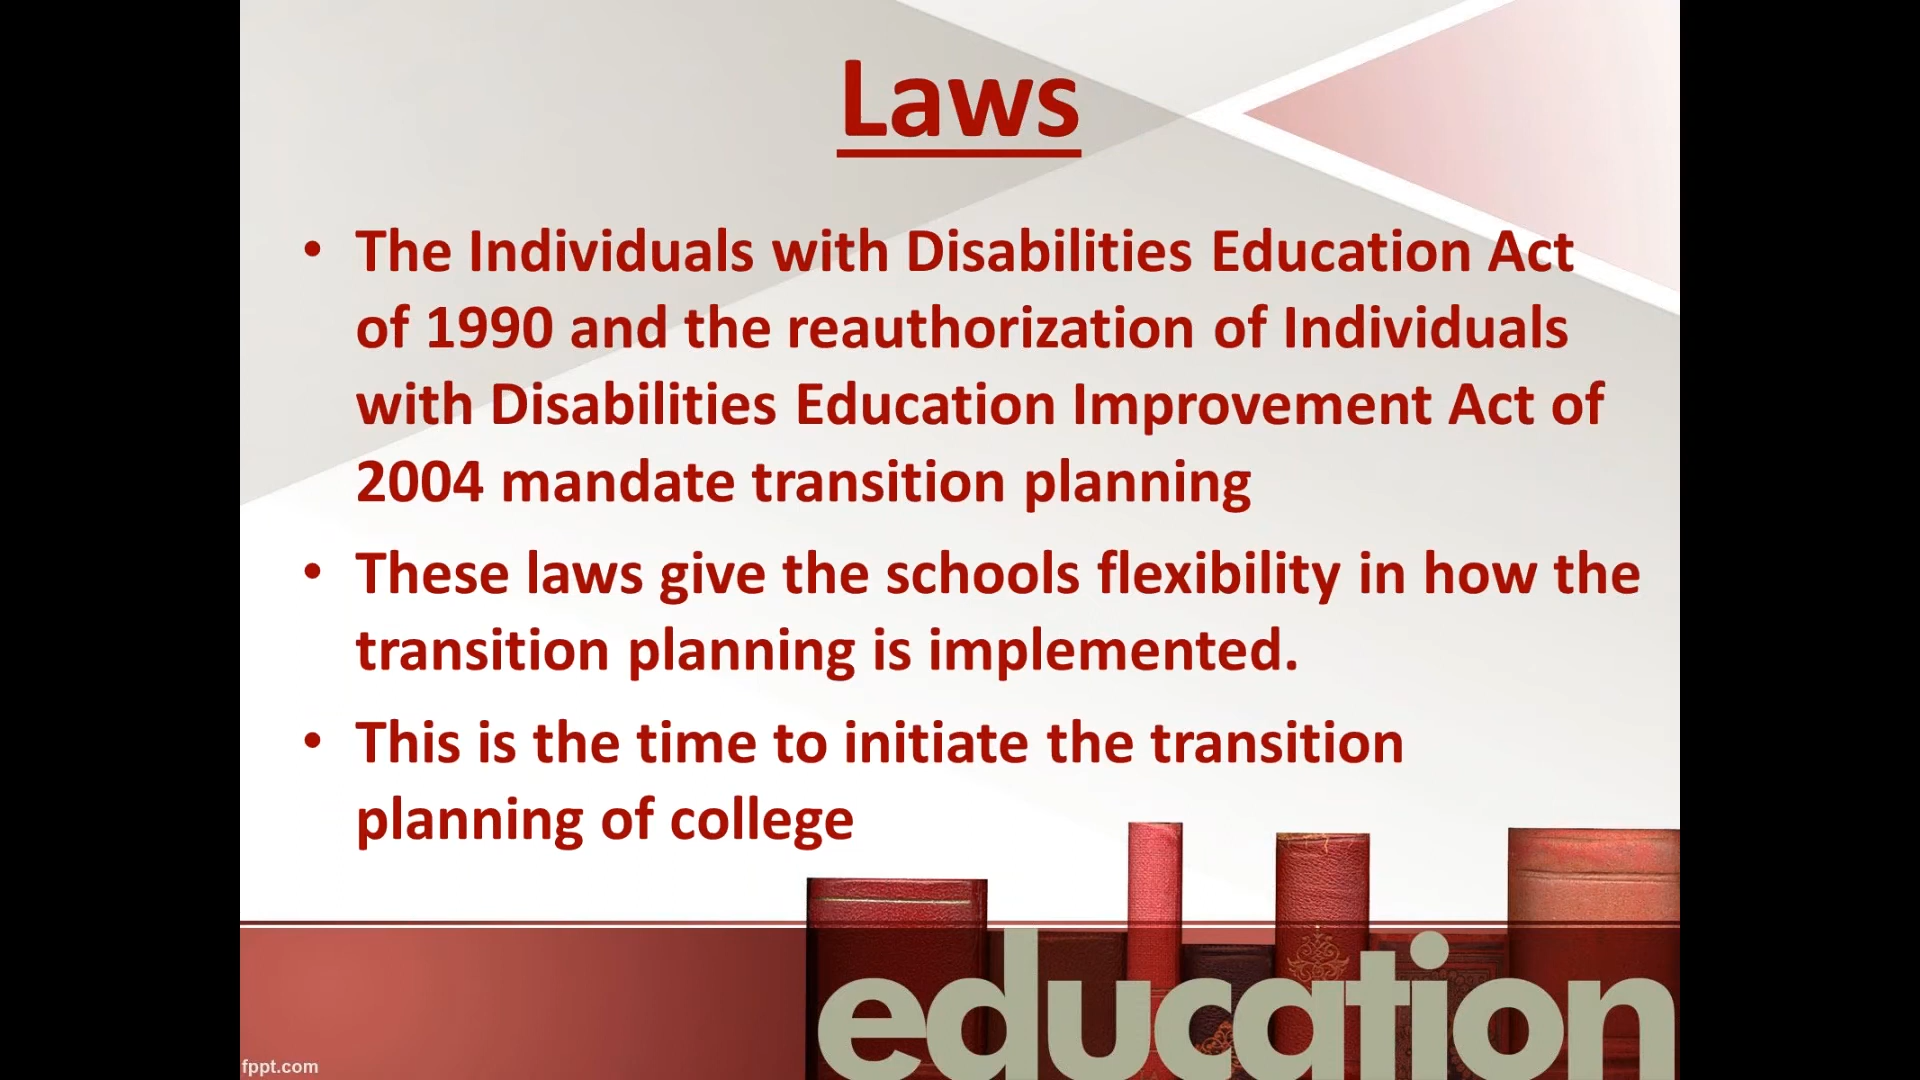 Laws
• The Individuals with Disabilities Education Act
of 1990 and the reauthorization of Individuals
with Disabilities Education Improvement Act of
2004 mandate transition planning
• These laws give the schools flexibility in how the
transition planning is implemented.
• This is the time to initiate the transition
planning of college
education
fppt.com